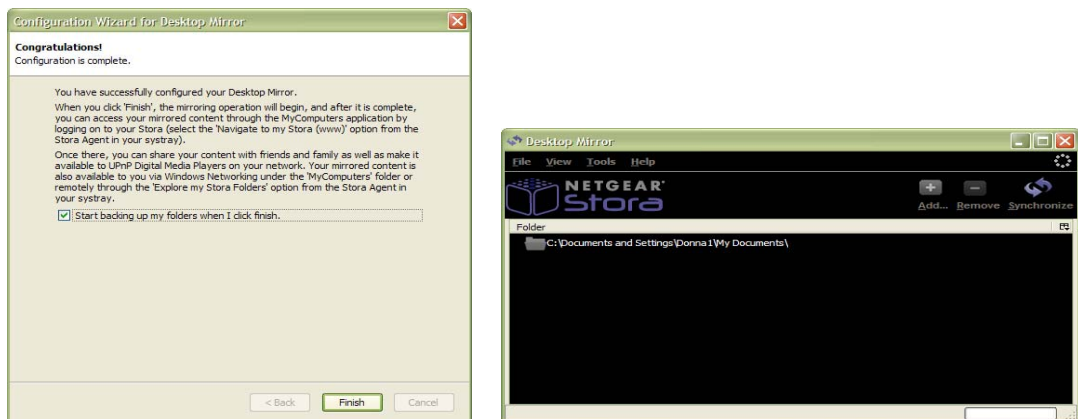 Configuration Wizard for Desktop Mirror
Congratulations!
Configuration is complete.
You have successfully configured your Desktop Mirror.
When you click 'Finish', the mirroring operation will begin, and after it is complete,
you can access your mirrored content through the MyComputers application by
logging on to your Stora (select the 'Navigate to my Stora (www)' option from the
Stora Agent in your systray).
Once there, you can share your content with friends and family as well as make it
available to UPnP Digital Media Players on your network. Your mirrored content is
also available to you via Windows Networking under the 'MyComputers' folder or
remotely through the 'Explore my Stora Folders' option from the Stora Agent in
your systray.
Start backing up my folders when I click finish.
< Back Finish Cancel
Desktop Mirror
File View Tools Help
NETGEAR
Stora
Add... Remove Synchronize
Folder
C:\Documents and Settings\Donna1\My Documents\